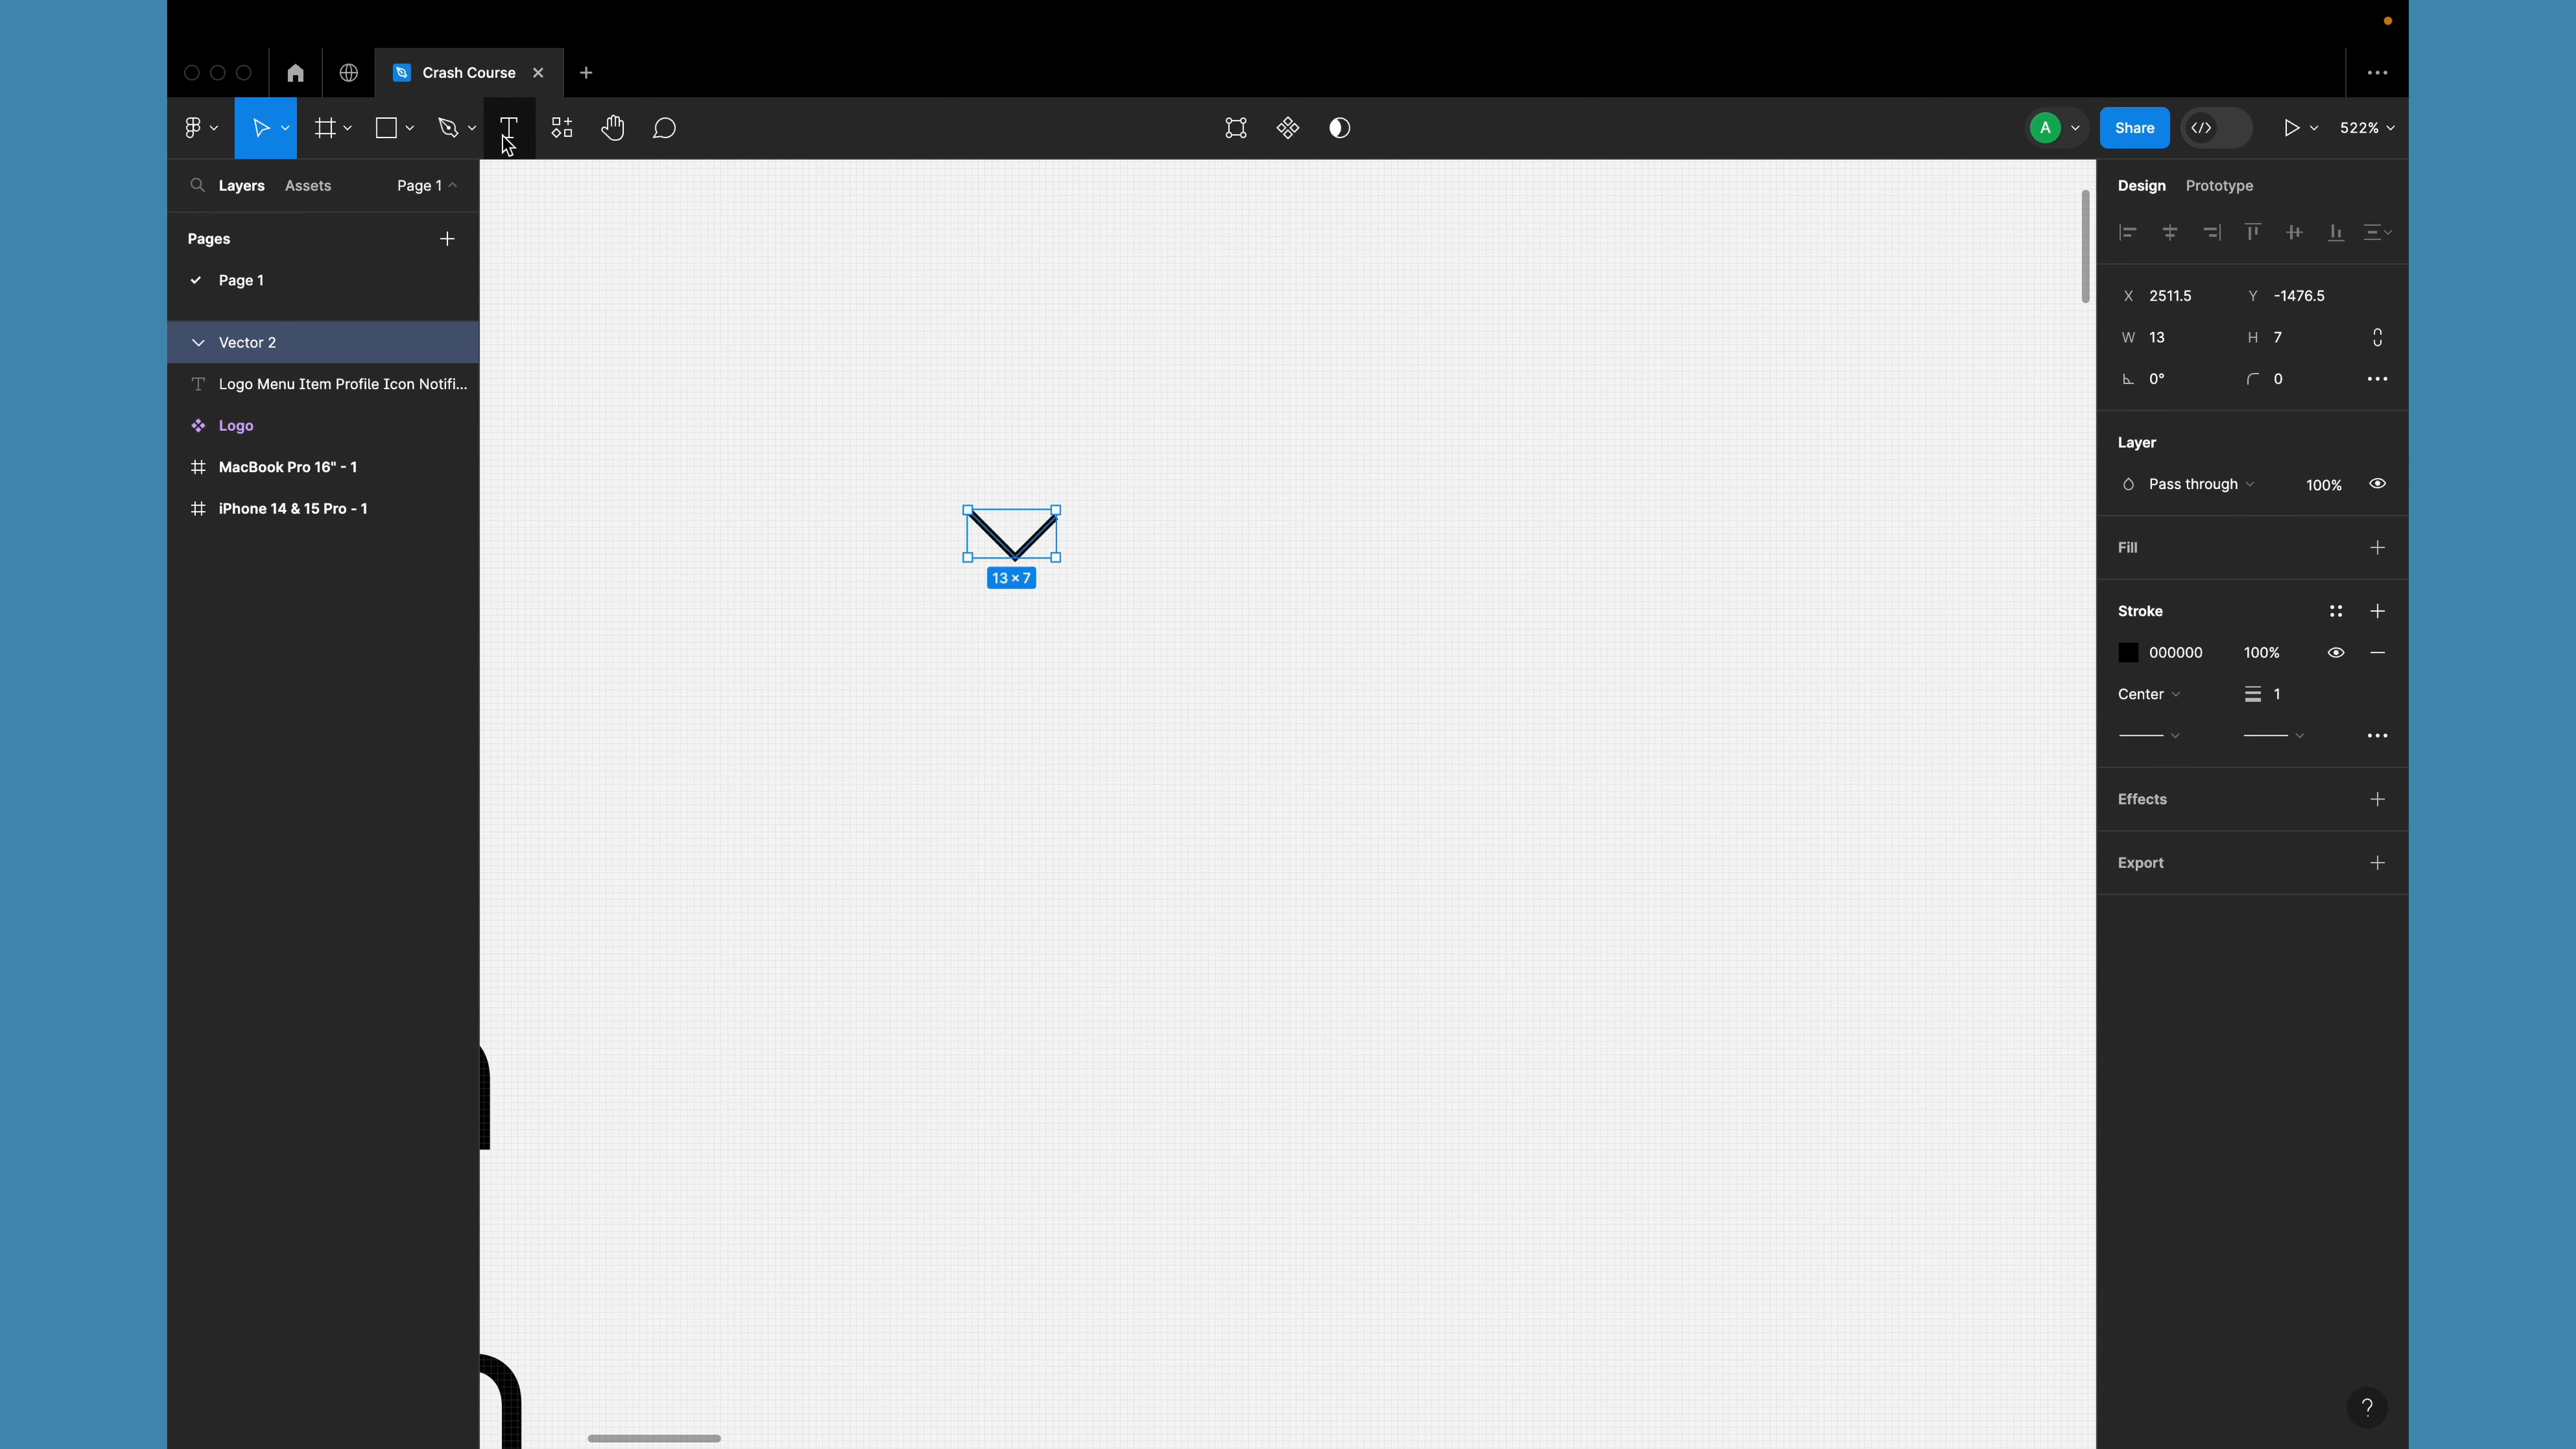 Crash Course
A
Share
522%
Layers
Assets
Page 1
Pages
Page 1
Vector 2
Logo Menu Item Profile Icon Notifi...
Logo
MacBook Pro 16" - 1
iPhone 14 & 15 Pro - 1
13 × 7
Design
Prototype
X 2511.5 Y -1476.5
W 13 H 7
0° 0
Layer
Pass through 100%
Fill
Stroke
000000 100%
Center 1
Effects
Export
?